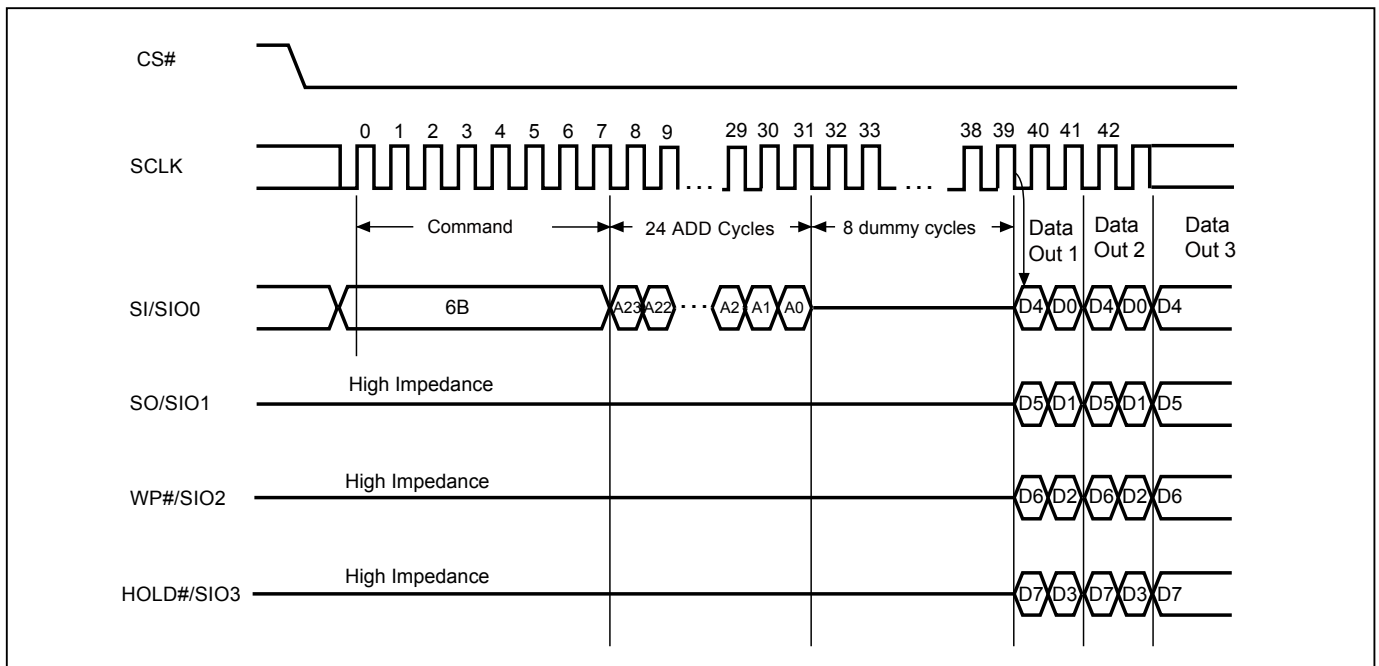 CS#
0 1 2 3 4 5 6 7 8 9 29 30 31 32 33 38 39 40 41 42
SCLK
... ...
Command 24 ADD Cycles 8 dummy cycles Data Out 1 Data Out 2 Data Out 3
SI/SIO0 6B A23 A22 ... A2 A1 A0 D4 D0 D4 D0 D4
High Impedance
SO/SIO1 D5 D1 D5 D1 D5
High Impedance
WP#/SIO2 D6 D2 D6 D2 D6
High Impedance
HOLD#/SIO3 D7 D3 D7 D3 D7